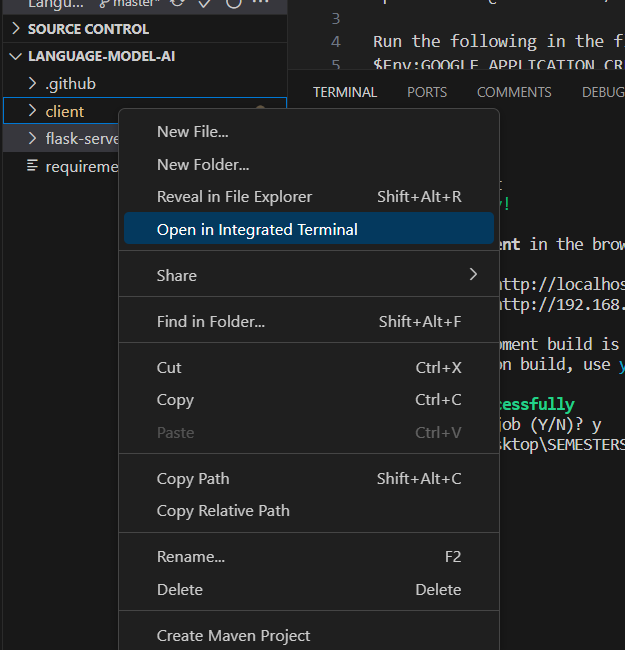 Langu... master*
SOURCE CONTROL
LANGUAGE-MODEL-AI
.github
client
flask-serve
requireme
3
4 Run the following in the f
5 $Env:GOOGLE_APPLICATION_CR
TERMINAL PORTS COMMENTS DEBUG
y!
ent in the brow
http://localhos
http://192.168.
pment build is
on build, use y
cessfully
job (Y/N)? y
sktop\SEMESTERS
New File...
New Folder...
Reveal in File Explorer Shift+Alt+R
Open in Integrated Terminal
Share
Find in Folder... Shift+Alt+F
Cut Ctrl+X
Copy Ctrl+C
Paste Ctrl+V
Copy Path Shift+Alt+C
Copy Relative Path
Rename... F2
Delete Delete
Create Maven Project